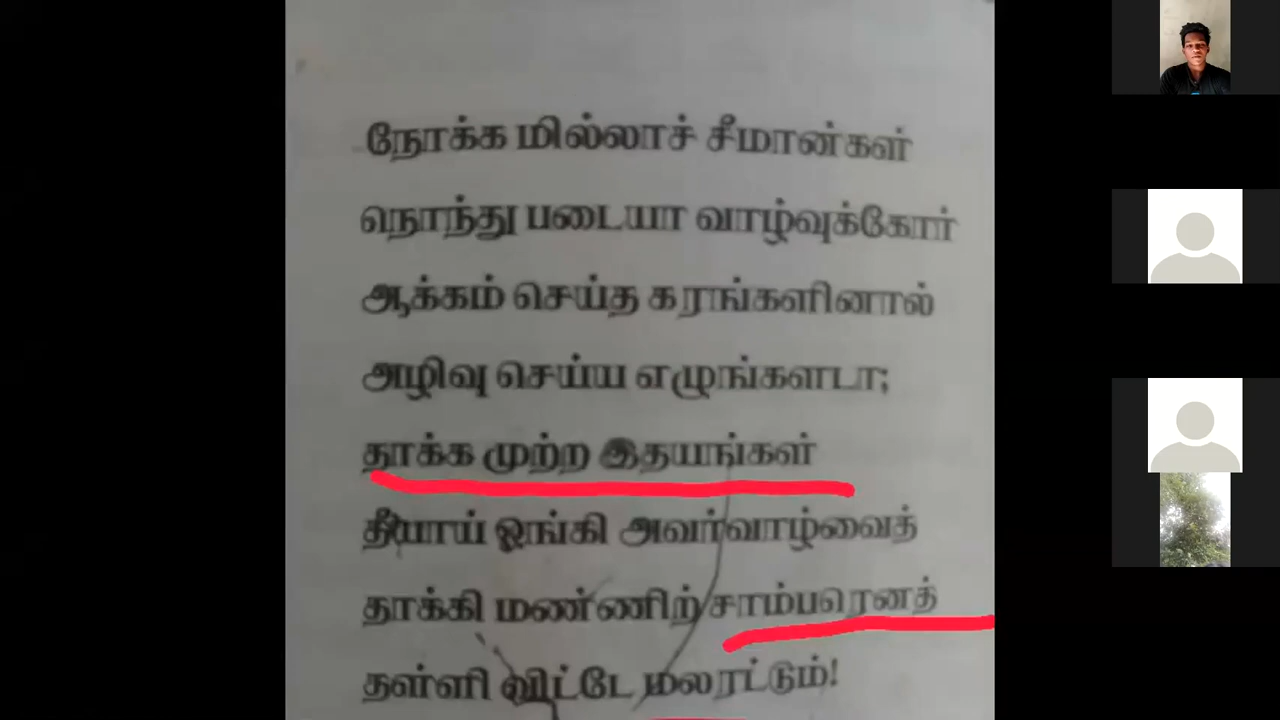 நோக்க மில்லாச் சீமான்கள்
நொந்து படையா வாழ்வுக்கோர்
ஆக்கம் செய்த கரங்களினால்
அழிவு செய்ய எழுங்களடா;
தாக்க முற்ற இதயங்கள்
தீயாய் ஓங்கி அவர்வாழ்வைத்
தாக்கி மண்ணிற் சாம்பரெனத்
தள்ளி விட்டே மலரட்டும்!